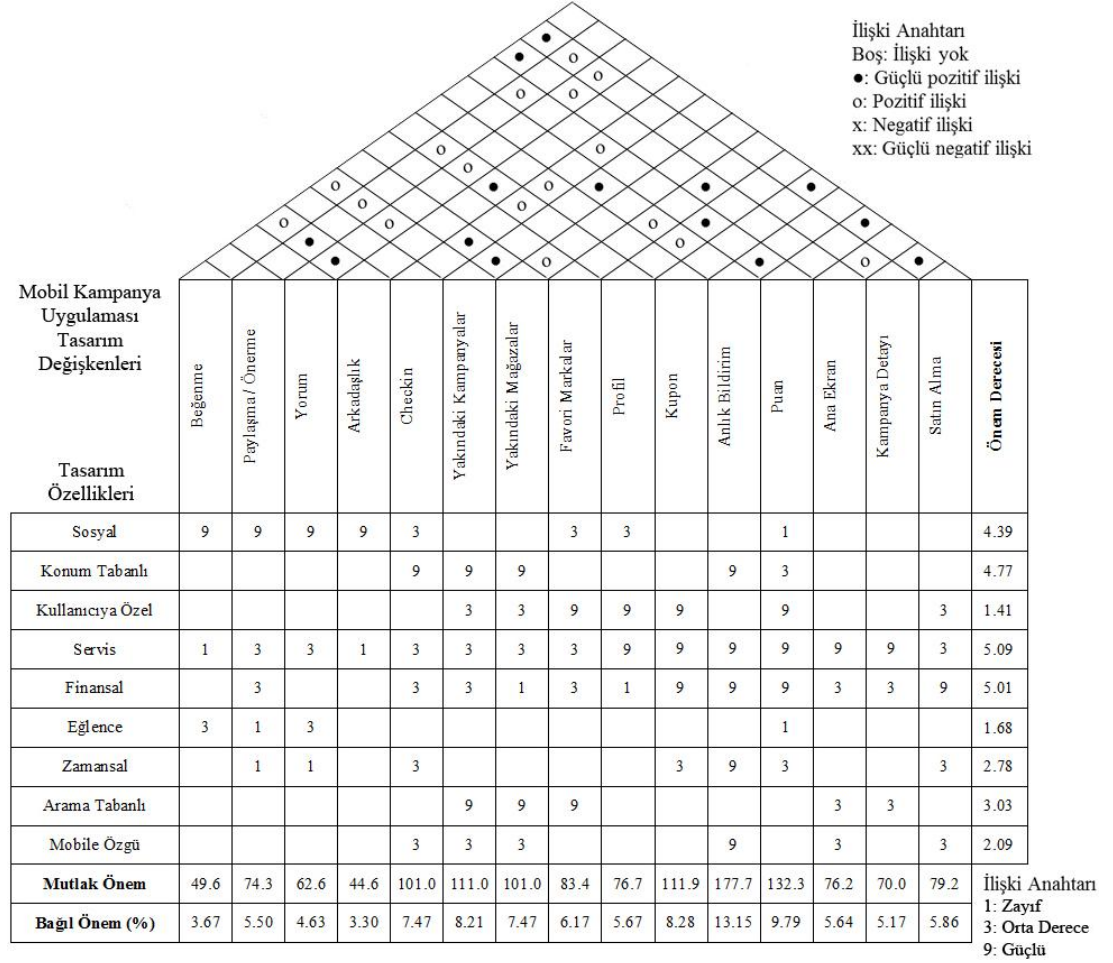 İlişki Anahtarı
Boş: İlişki yok
●: Güçlü pozitif ilişki
o: Pozitif ilişki
x: Negatif ilişki
xx: Güçlü negatif ilişki
Mobil Kampanya
Uygulaması
Tasarım
Değişkenleri
Tasarım
Özellikleri
Beğenme
Paylaşma / Önerme
Yorum
Arkadaşlık
Checkin
Yakındaki Kampanyalar
Yakındaki Mağazalar
Favori Markalar
Profil
Kupon
Anlık Bildirim
Puan
Ana Ekran
Kampanya Detayı
Satın Alma
Önem Derecesi
Sosyal 9 9 9 9 3 3 3 1 4.39
Konum Tabanlı 9 9 9 9 3 4.77
Kullanıcıya Özel 3 3 9 9 9 9 3 1.41
Servis 1 3 3 1 3 3 3 3 9 9 9 9 9 9 3 5.09
Finansal 3 3 3 1 3 1 9 9 9 3 3 9 5.01
Eğlence 3 1 3 1 1.68
Zamansal 1 1 3 3 9 3 3 2.78
Arama Tabanlı 9 9 9 3 3 3.03
Mobile Özgü 3 3 3 9 3 3 2.09
Mutlak Önem 49.6 74.3 62.6 44.6 101.0 111.0 101.0 83.4 76.7 111.9 177.7 132.3 76.2 70.0 79.2
Bağıl Önem (%) 3.67 5.50 4.63 3.30 7.47 8.21 7.47 6.17 5.67 8.28 13.15 9.79 5.64 5.17 5.86
İlişki Anahtarı
1: Zayıf
3: Orta Derece
9: Güçlü